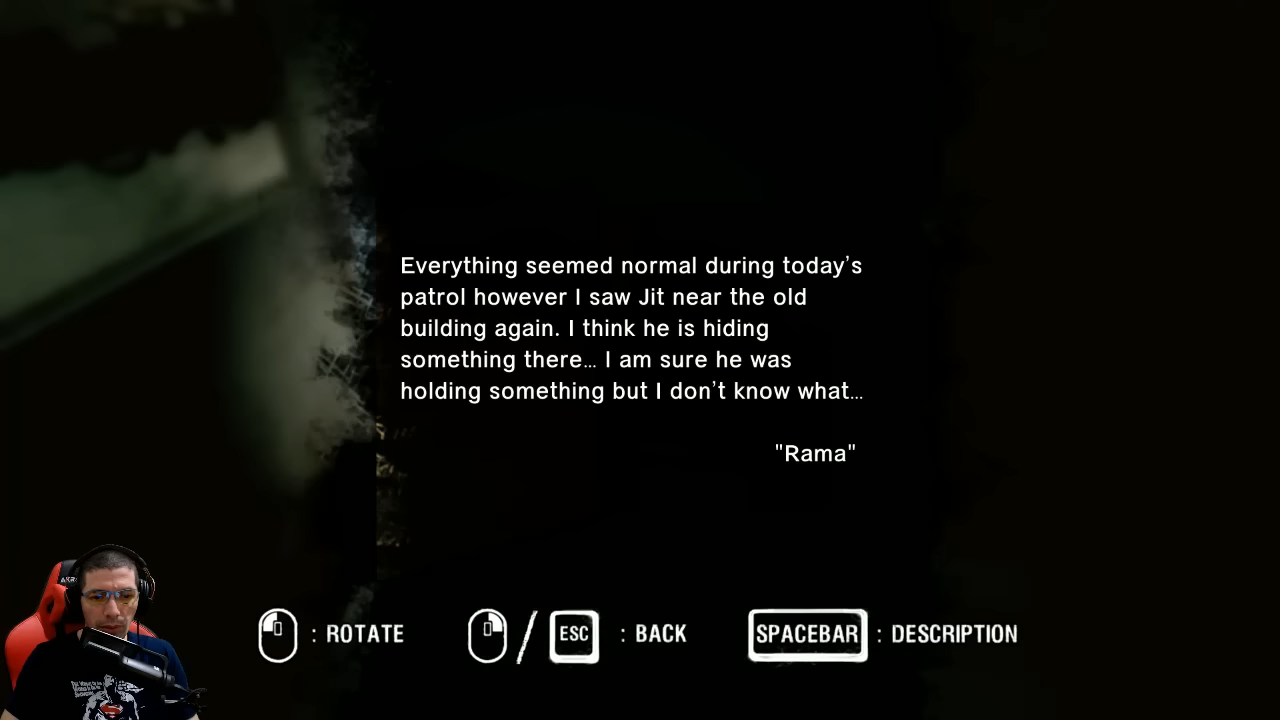 Everything seemed normal during today's
patrol however I saw Jit near the old
building again. I think he is hiding
something there… I am sure he was
holding something but I don't know what…
"Rama"
: ROTATE
/ ESC : BACK
SPACEBAR : DESCRIPTION